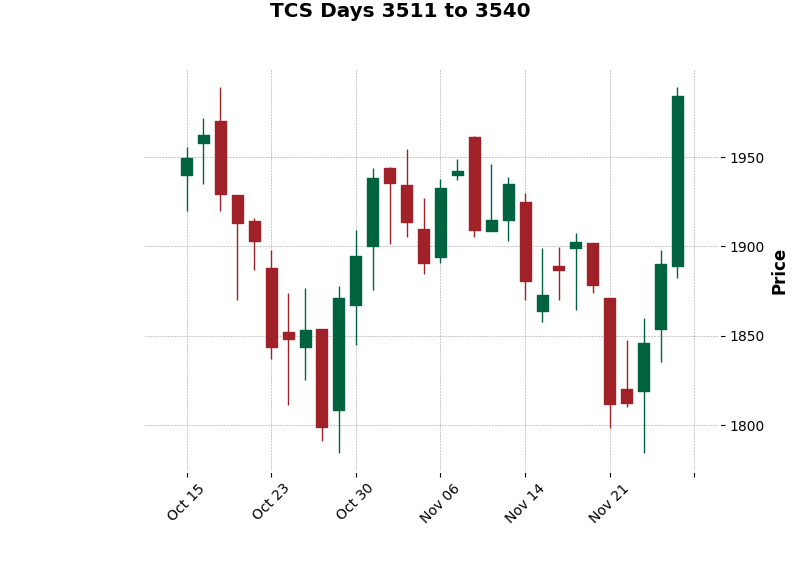 TCS Days 3511 to 3540
1950
1900
1850
1800
Price
Oct 15
Oct 23
Oct 30
Nov 06
Nov 14
Nov 21